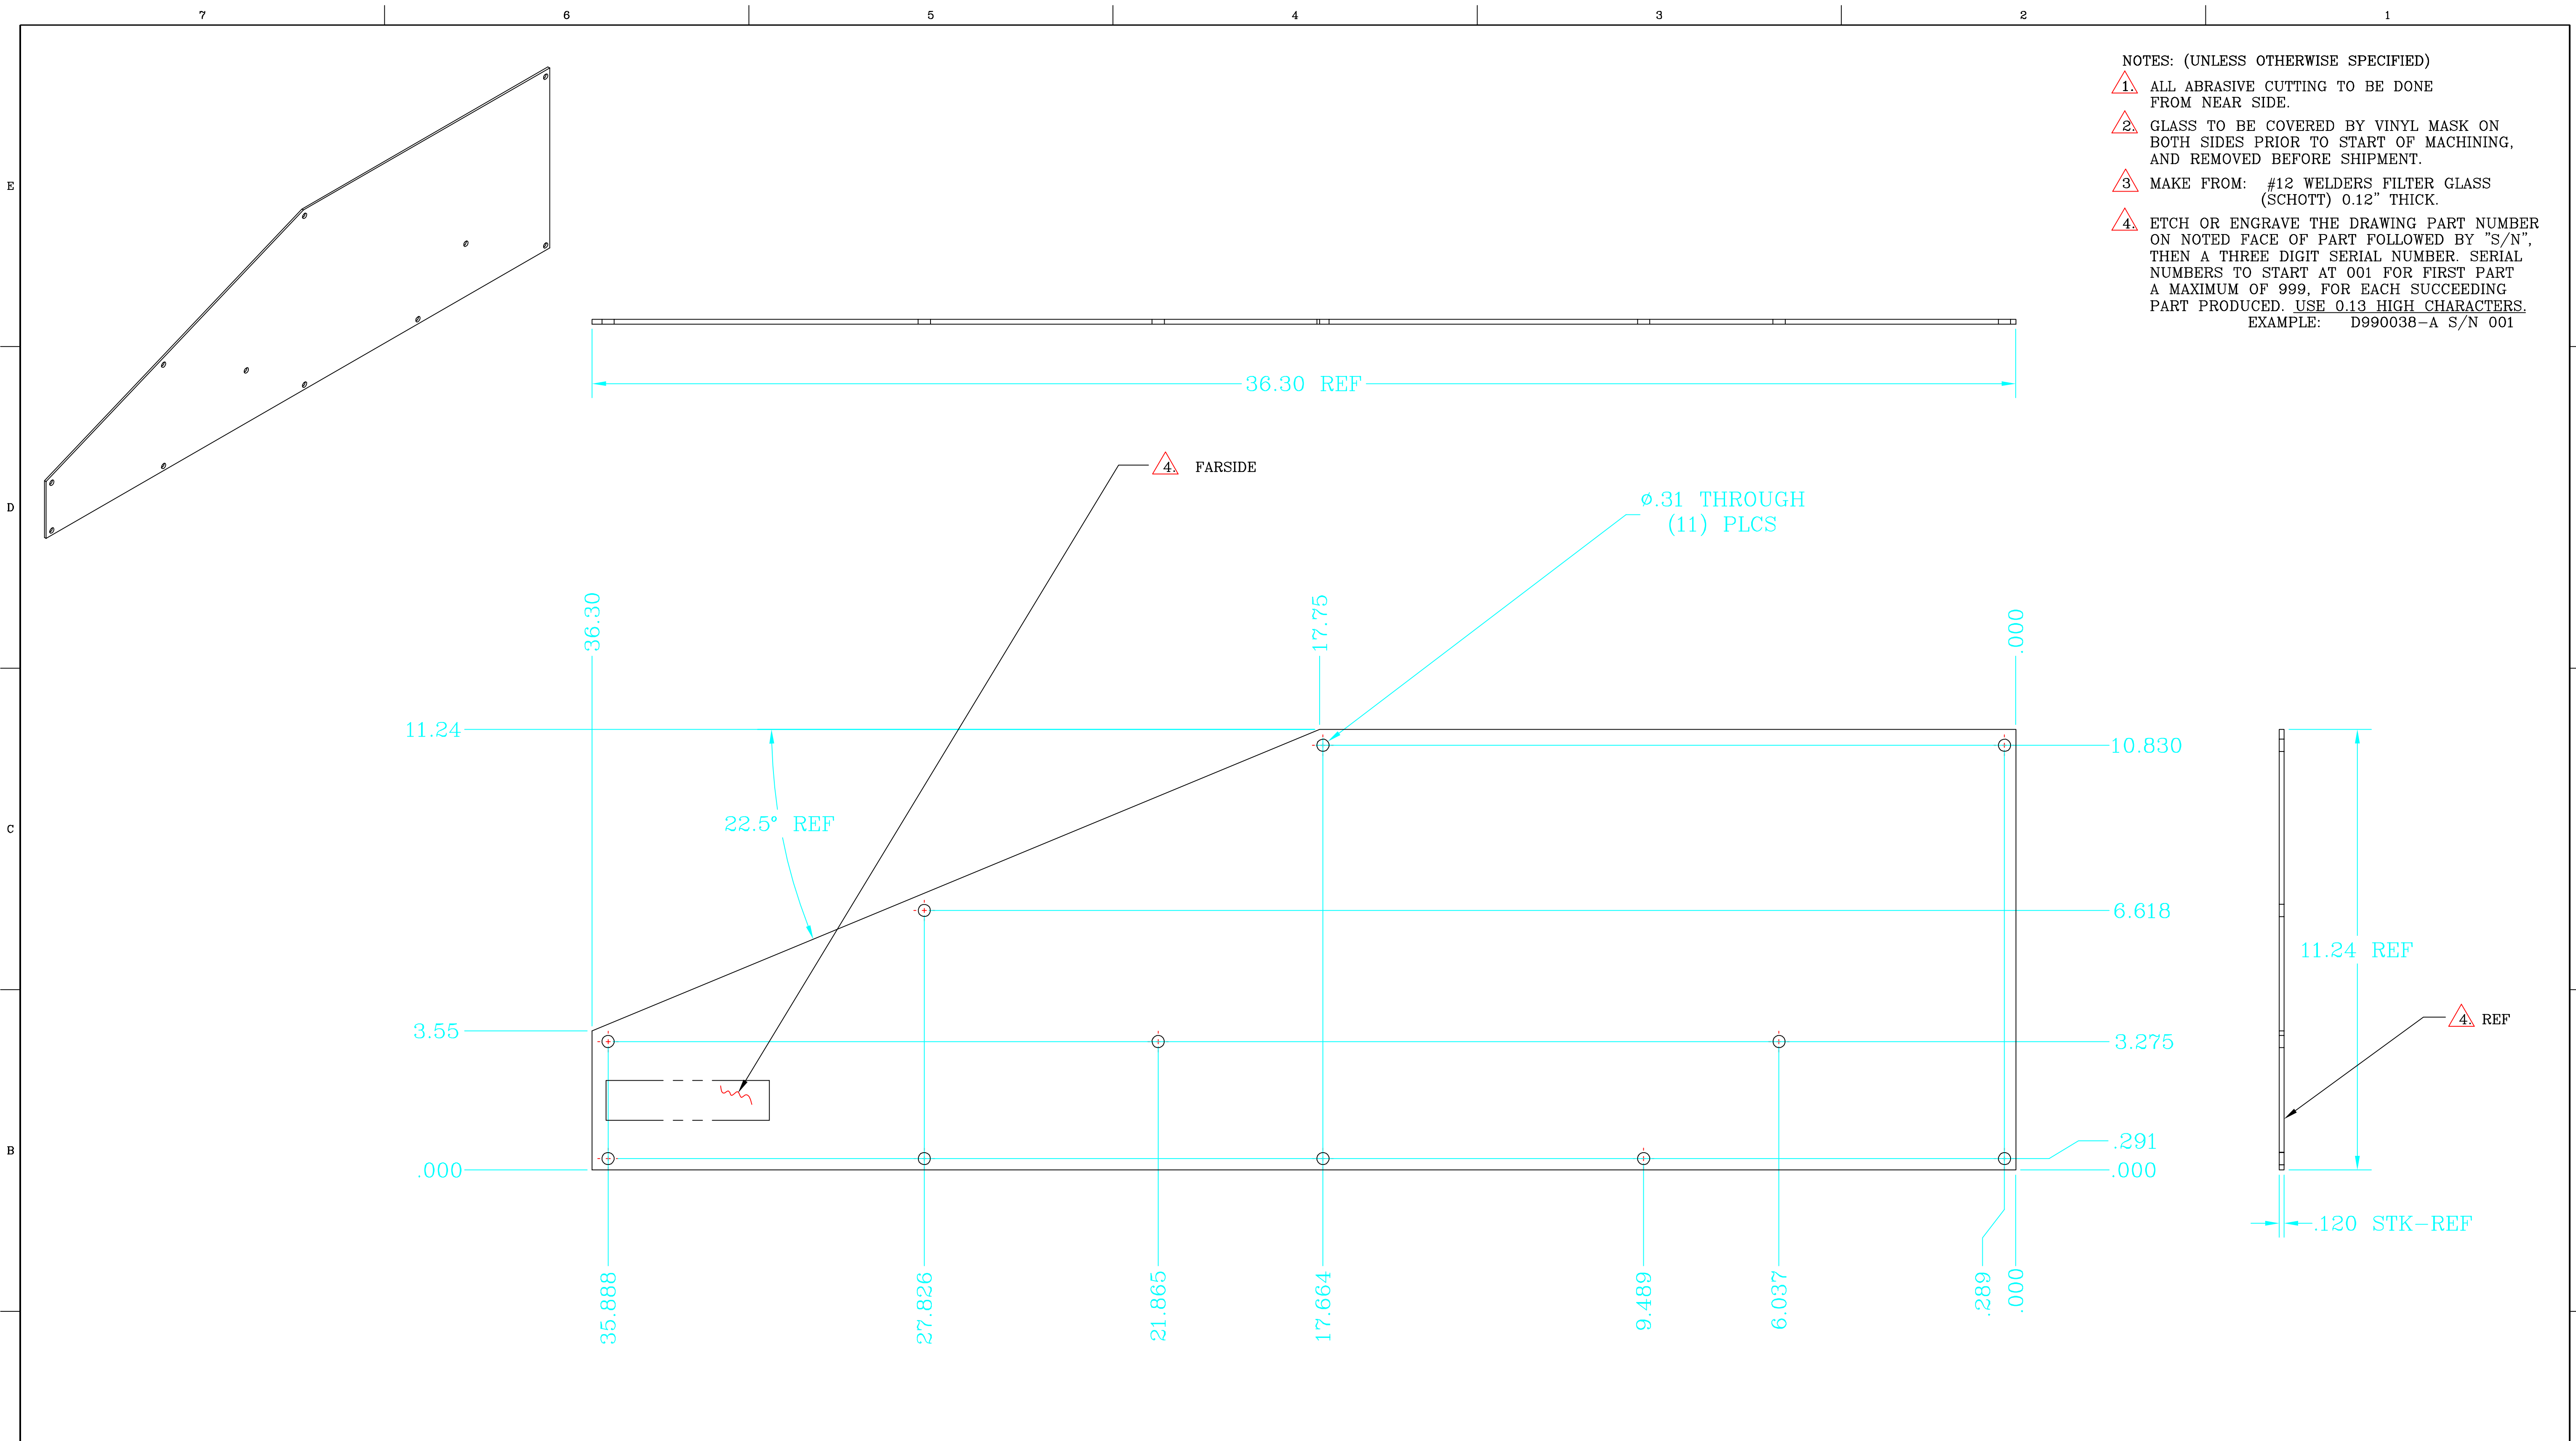 7 6 5 4 3 2 1
NOTES: (UNLESS OTHERWISE SPECIFIED)
1. ALL ABRASIVE CUTTING TO BE DONE
FROM NEAR SIDE.
2. GLASS TO BE COVERED BY VINYL MASK ON
BOTH SIDES PRIOR TO START OF MACHINING,
AND REMOVED BEFORE SHIPMENT.
3 MAKE FROM: #12 WELDERS FILTER GLASS
(SCHOTT) 0.12" THICK.
4. ETCH OR ENGRAVE THE DRAWING PART NUMBER
ON NOTED FACE OF PART FOLLOWED BY "S/N",
THEN A THREE DIGIT SERIAL NUMBER. SERIAL
NUMBERS TO START AT 001 FOR FIRST PART
A MAXIMUM OF 999, FOR EACH SUCCEEDING
PART PRODUCED. USE 0.13 HIGH CHARACTERS.
EXAMPLE: D990038-A S/N 001
E
36.30 REF
4. FARSIDE
D
Ø.31 THROUGH
(11) PLCS
36.30
17.75
.000
11.24
10.830
22.5° REF
C
6.618
11.24 REF
3.55
3.275
4. REF
B
.291
.000
.000
.120 STK-REF
35.888
27.826
21.865
17.664
9.489
6.037
.289
.000